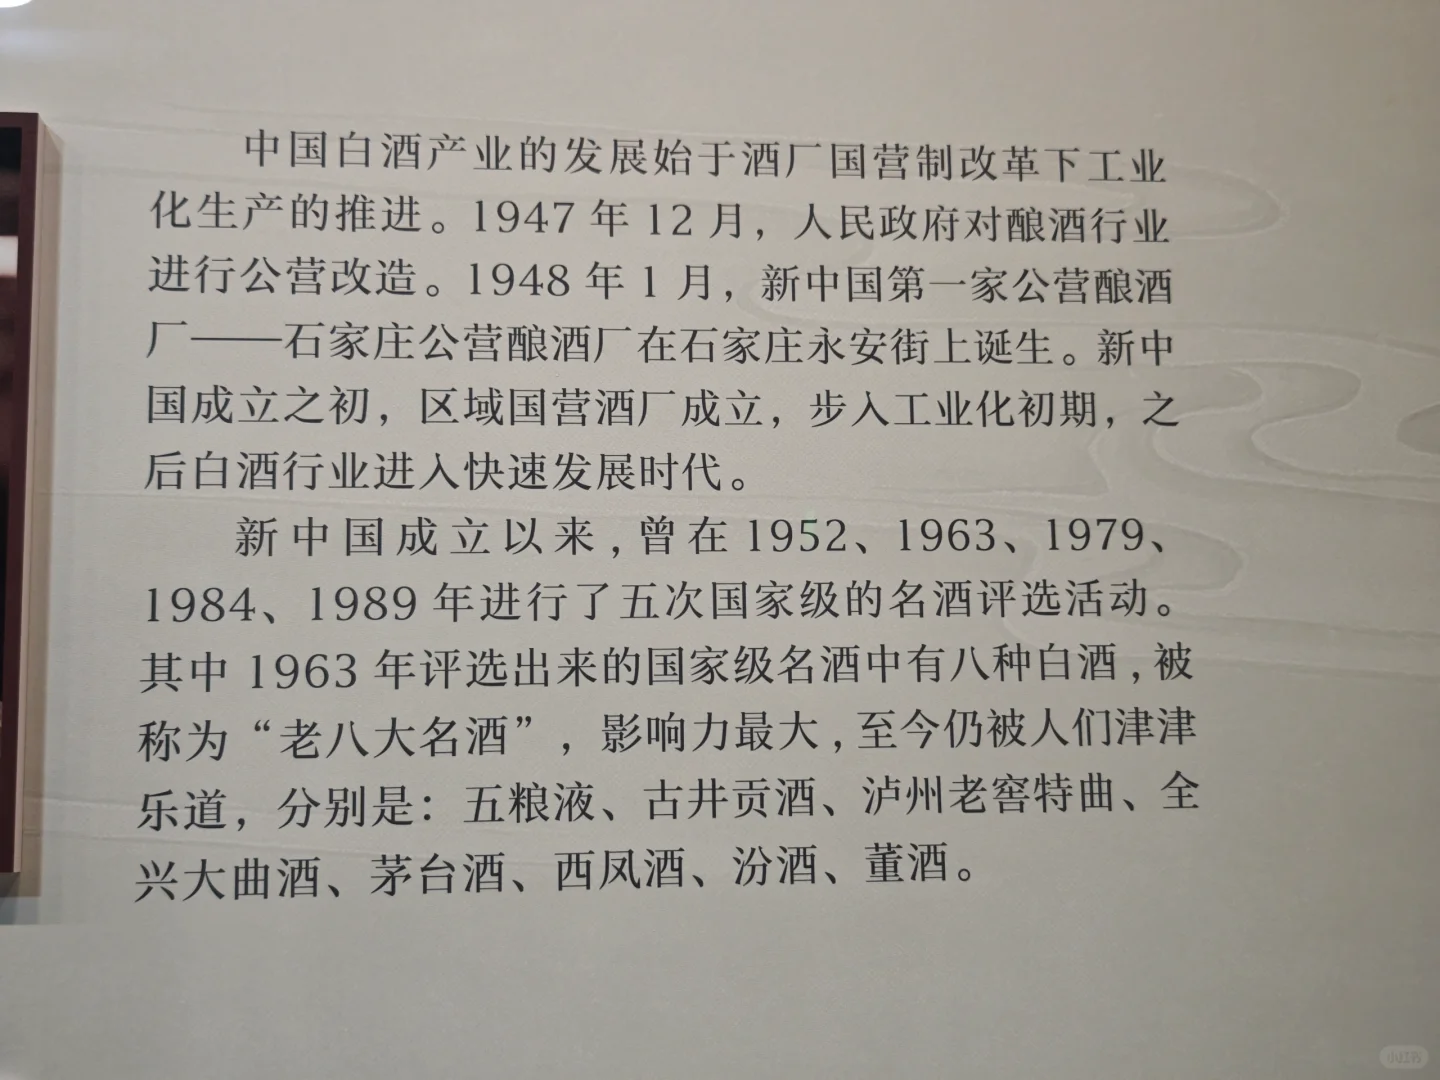 中国白酒产业的发展始于酒厂国营制改革下工业
化生产的推进。1947 年 12 月，人民政府对酿酒行业
进行公营改造。1948 年 1 月，新中国第一家公营酿酒
厂——石家庄公营酿酒厂在石家庄永安街上诞生。新中
国成立之初，区域国营酒厂成立，步入工业化初期，之
后白酒行业进入快速发展时代。
新中国成立以来，曾在 1952、1963、1979、
1984、1989 年进行了五次国家级的名酒评选活动。
其中 1963 年评选出来的国家级名酒中有八种白酒，被
称为“老八大名酒”，影响力最大，至今仍被人们津津
乐道，分别是：五粮液、古井贡酒、泸州老窖特曲、全
兴大曲酒、茅台酒、西凤酒、汾酒、董酒。
小红书